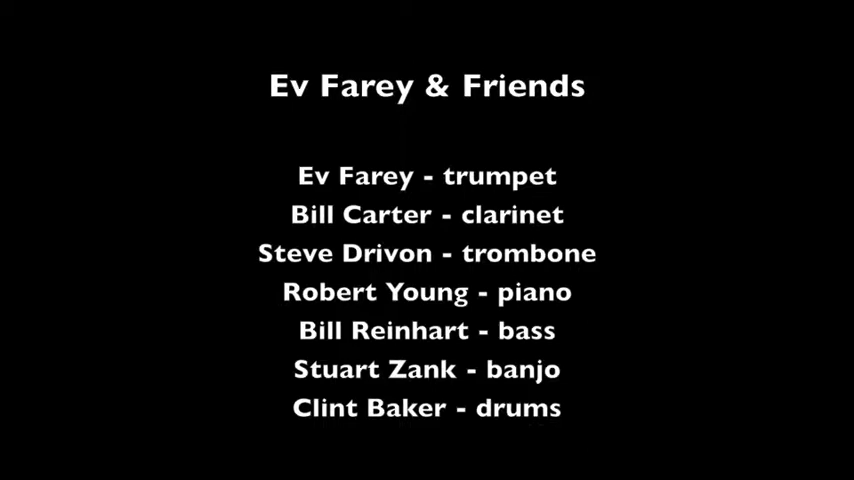 Ev Farey & Friends
Ev Farey - trumpet
Bill Carter - clarinet
Steve Drivon - trombone
Robert Young - piano
Bill Reinhart - bass
Stuart Zank - banjo
Clint Baker - drums